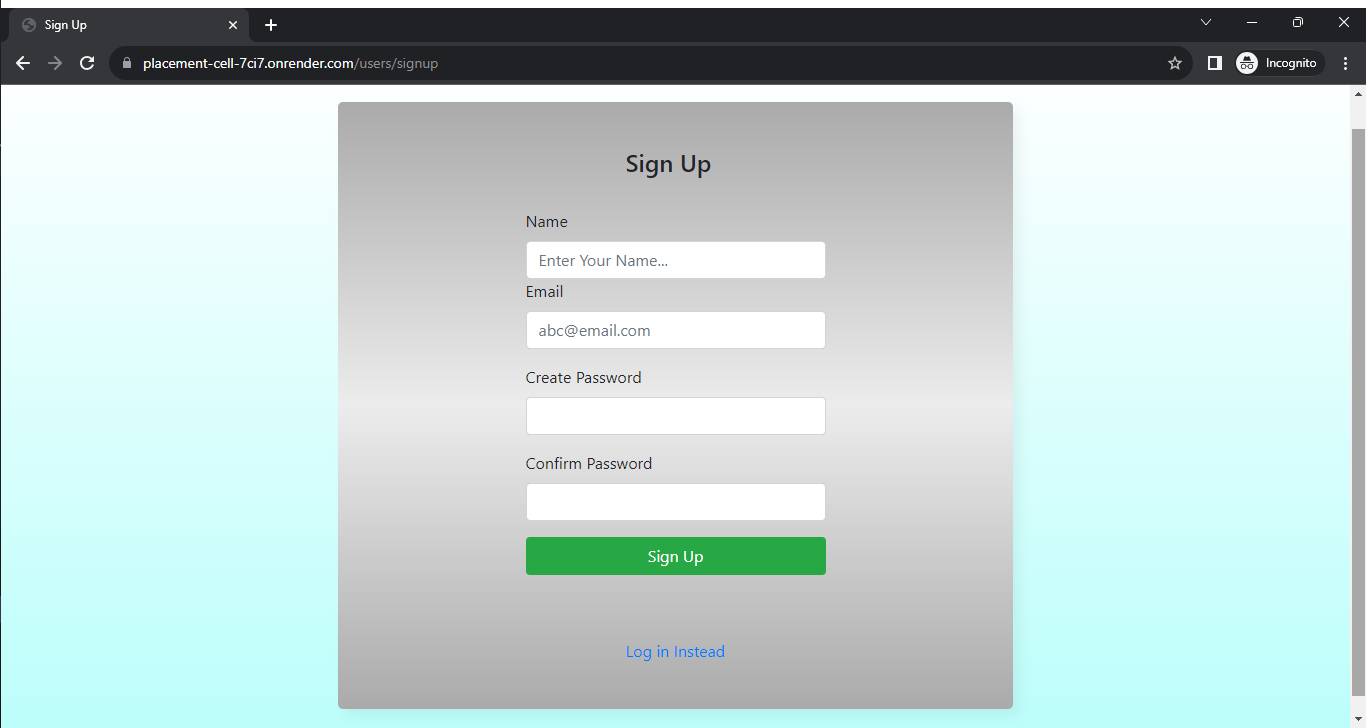 Sign Up
placement-cell-7ci7.onrender.com/users/signup
Incognito
Sign Up
Name
Enter Your Name...
Email
abc@email.com
Create Password
Confirm Password
Sign Up
Log in Instead